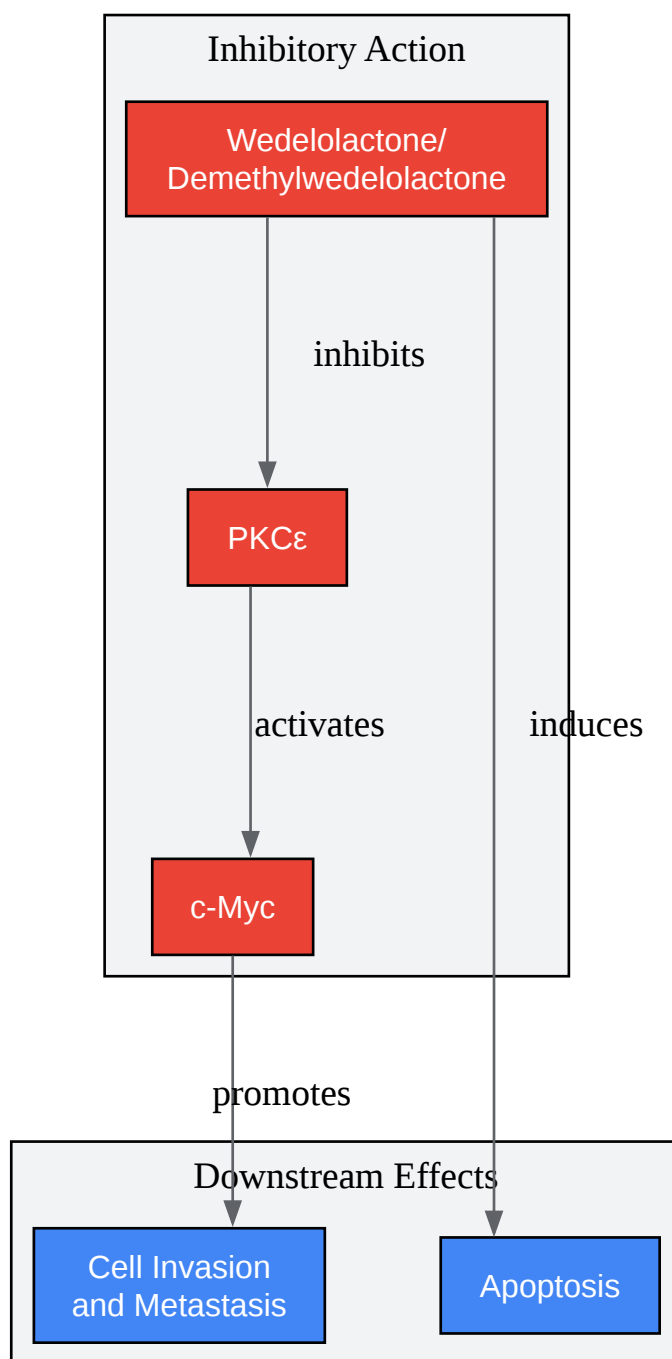 Inhibitory Action
Wedelolactone/
Demethylwedelolactone
inhibits
PKCε
activates
induces
c-Myc
promotes
Downstream Effects
Cell Invasion
and Metastasis
Apoptosis